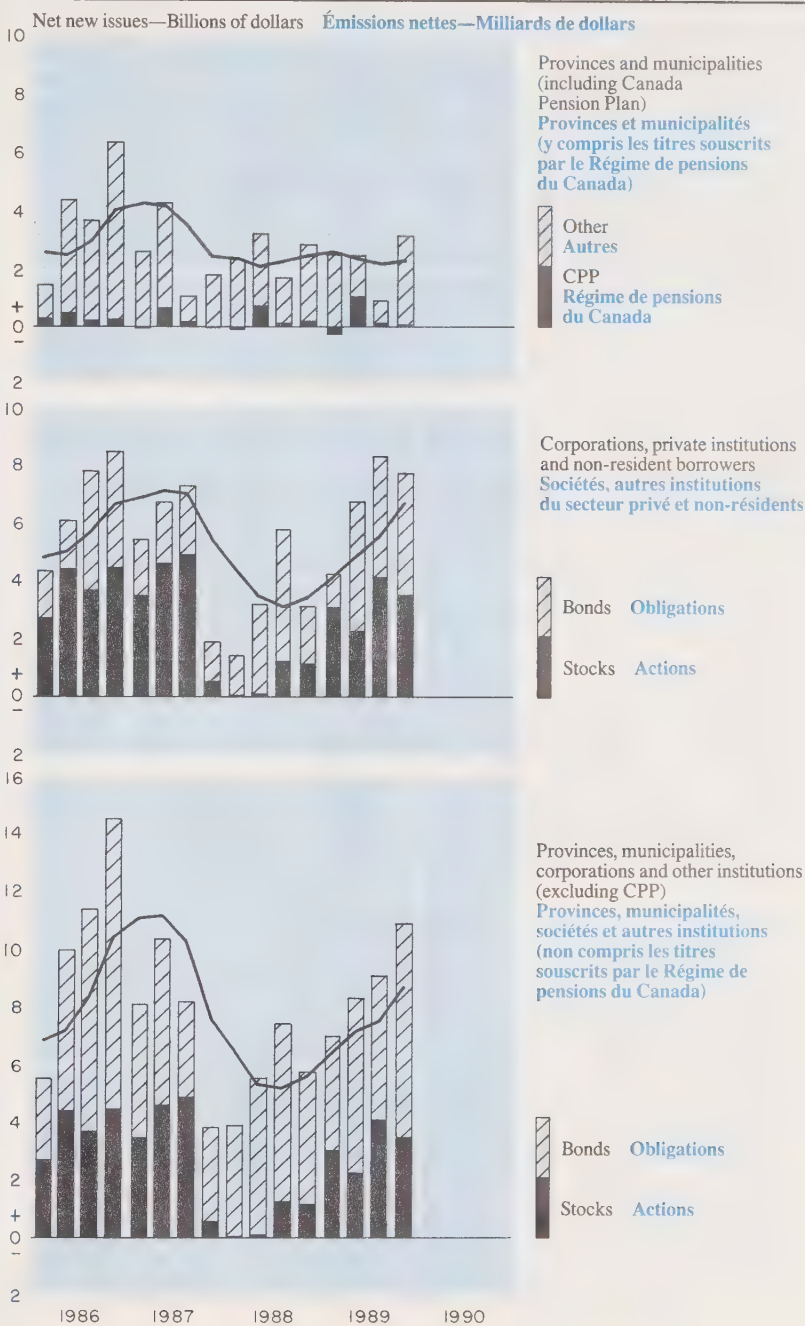 Net new issues—Billions of dollars Émissions nettes—Milliards de dollars
10
8
6
4
2
+
0
−
2
Provinces and municipalities
(including Canada
Pension Plan)
Provinces et municipalités
(y compris les titres souscrits
par le Régime de pensions
du Canada)
Other
Autres
CPP
Régime de pensions
du Canada
10
8
6
4
2
+
0
−
2
Corporations, private institutions
and non-resident borrowers
Sociétés, autres institutions
du secteur privé et non-résidents
Bonds Obligations
Stocks Actions
16
14
12
10
8
6
4
2
+
0
−
2
Provinces, municipalities,
corporations and other institutions
(excluding CPP)
Provinces, municipalités,
sociétés et autres institutions
(non compris les titres
souscrits par le Régime de
pensions du Canada)
Bonds Obligations
Stocks Actions
1986 1987 1988 1989 1990